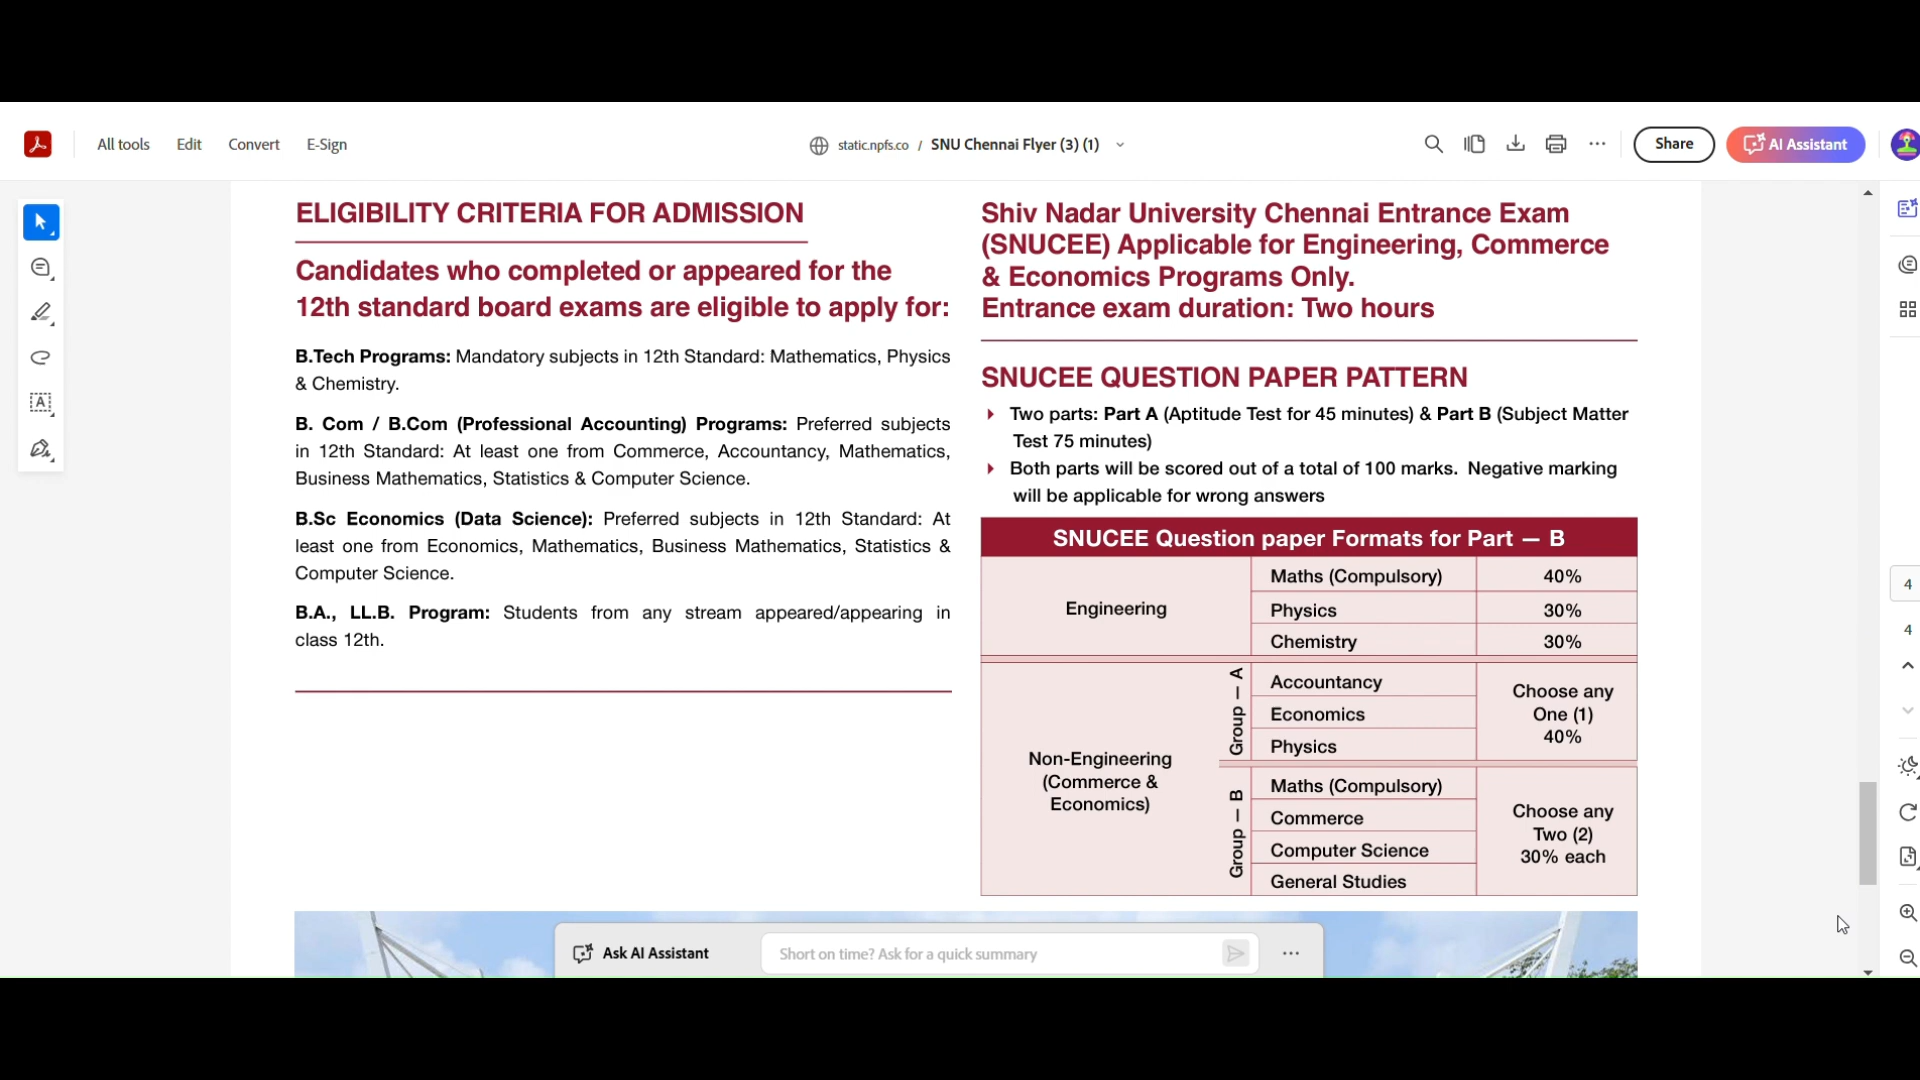 All tools Edit Convert E-Sign static.npfs.co / SNU Chennai Flyer (3) (1) Share AI Assistant
ELIGIBILITY CRITERIA FOR ADMISSION
Candidates who completed or appeared for the
12th standard board exams are eligible to apply for:
B.Tech Programs: Mandatory subjects in 12th Standard: Mathematics, Physics
& Chemistry.
B. Com / B.Com (Professional Accounting) Programs: Preferred subjects
in 12th Standard: At least one from Commerce, Accountancy, Mathematics,
Business Mathematics, Statistics & Computer Science.
B.Sc Economics (Data Science): Preferred subjects in 12th Standard: At
least one from Economics, Mathematics, Business Mathematics, Statistics &
Computer Science.
B.A., LL.B. Program: Students from any stream appeared/appearing in
class 12th.
Shiv Nadar University Chennai Entrance Exam
(SNUCEE) Applicable for Engineering, Commerce
& Economics Programs Only.
Entrance exam duration: Two hours
SNUCEE QUESTION PAPER PATTERN
Two parts: Part A (Aptitude Test for 45 minutes) & Part B (Subject Matter
Test 75 minutes)
Both parts will be scored out of a total of 100 marks. Negative marking
will be applicable for wrong answers
SNUCEE Question paper Formats for Part — B
Engineering
Maths (Compulsory) 40%
Physics 30%
Chemistry 30%
Non-Engineering
(Commerce &
Economics)
Group — A
Accountancy
Economics
Physics
Choose any
One (1)
40%
Group — B
Maths (Compulsory)
Commerce
Computer Science
General Studies
Choose any
Two (2)
30% each
4
4
Ask AI Assistant Short on time? Ask for a quick summary